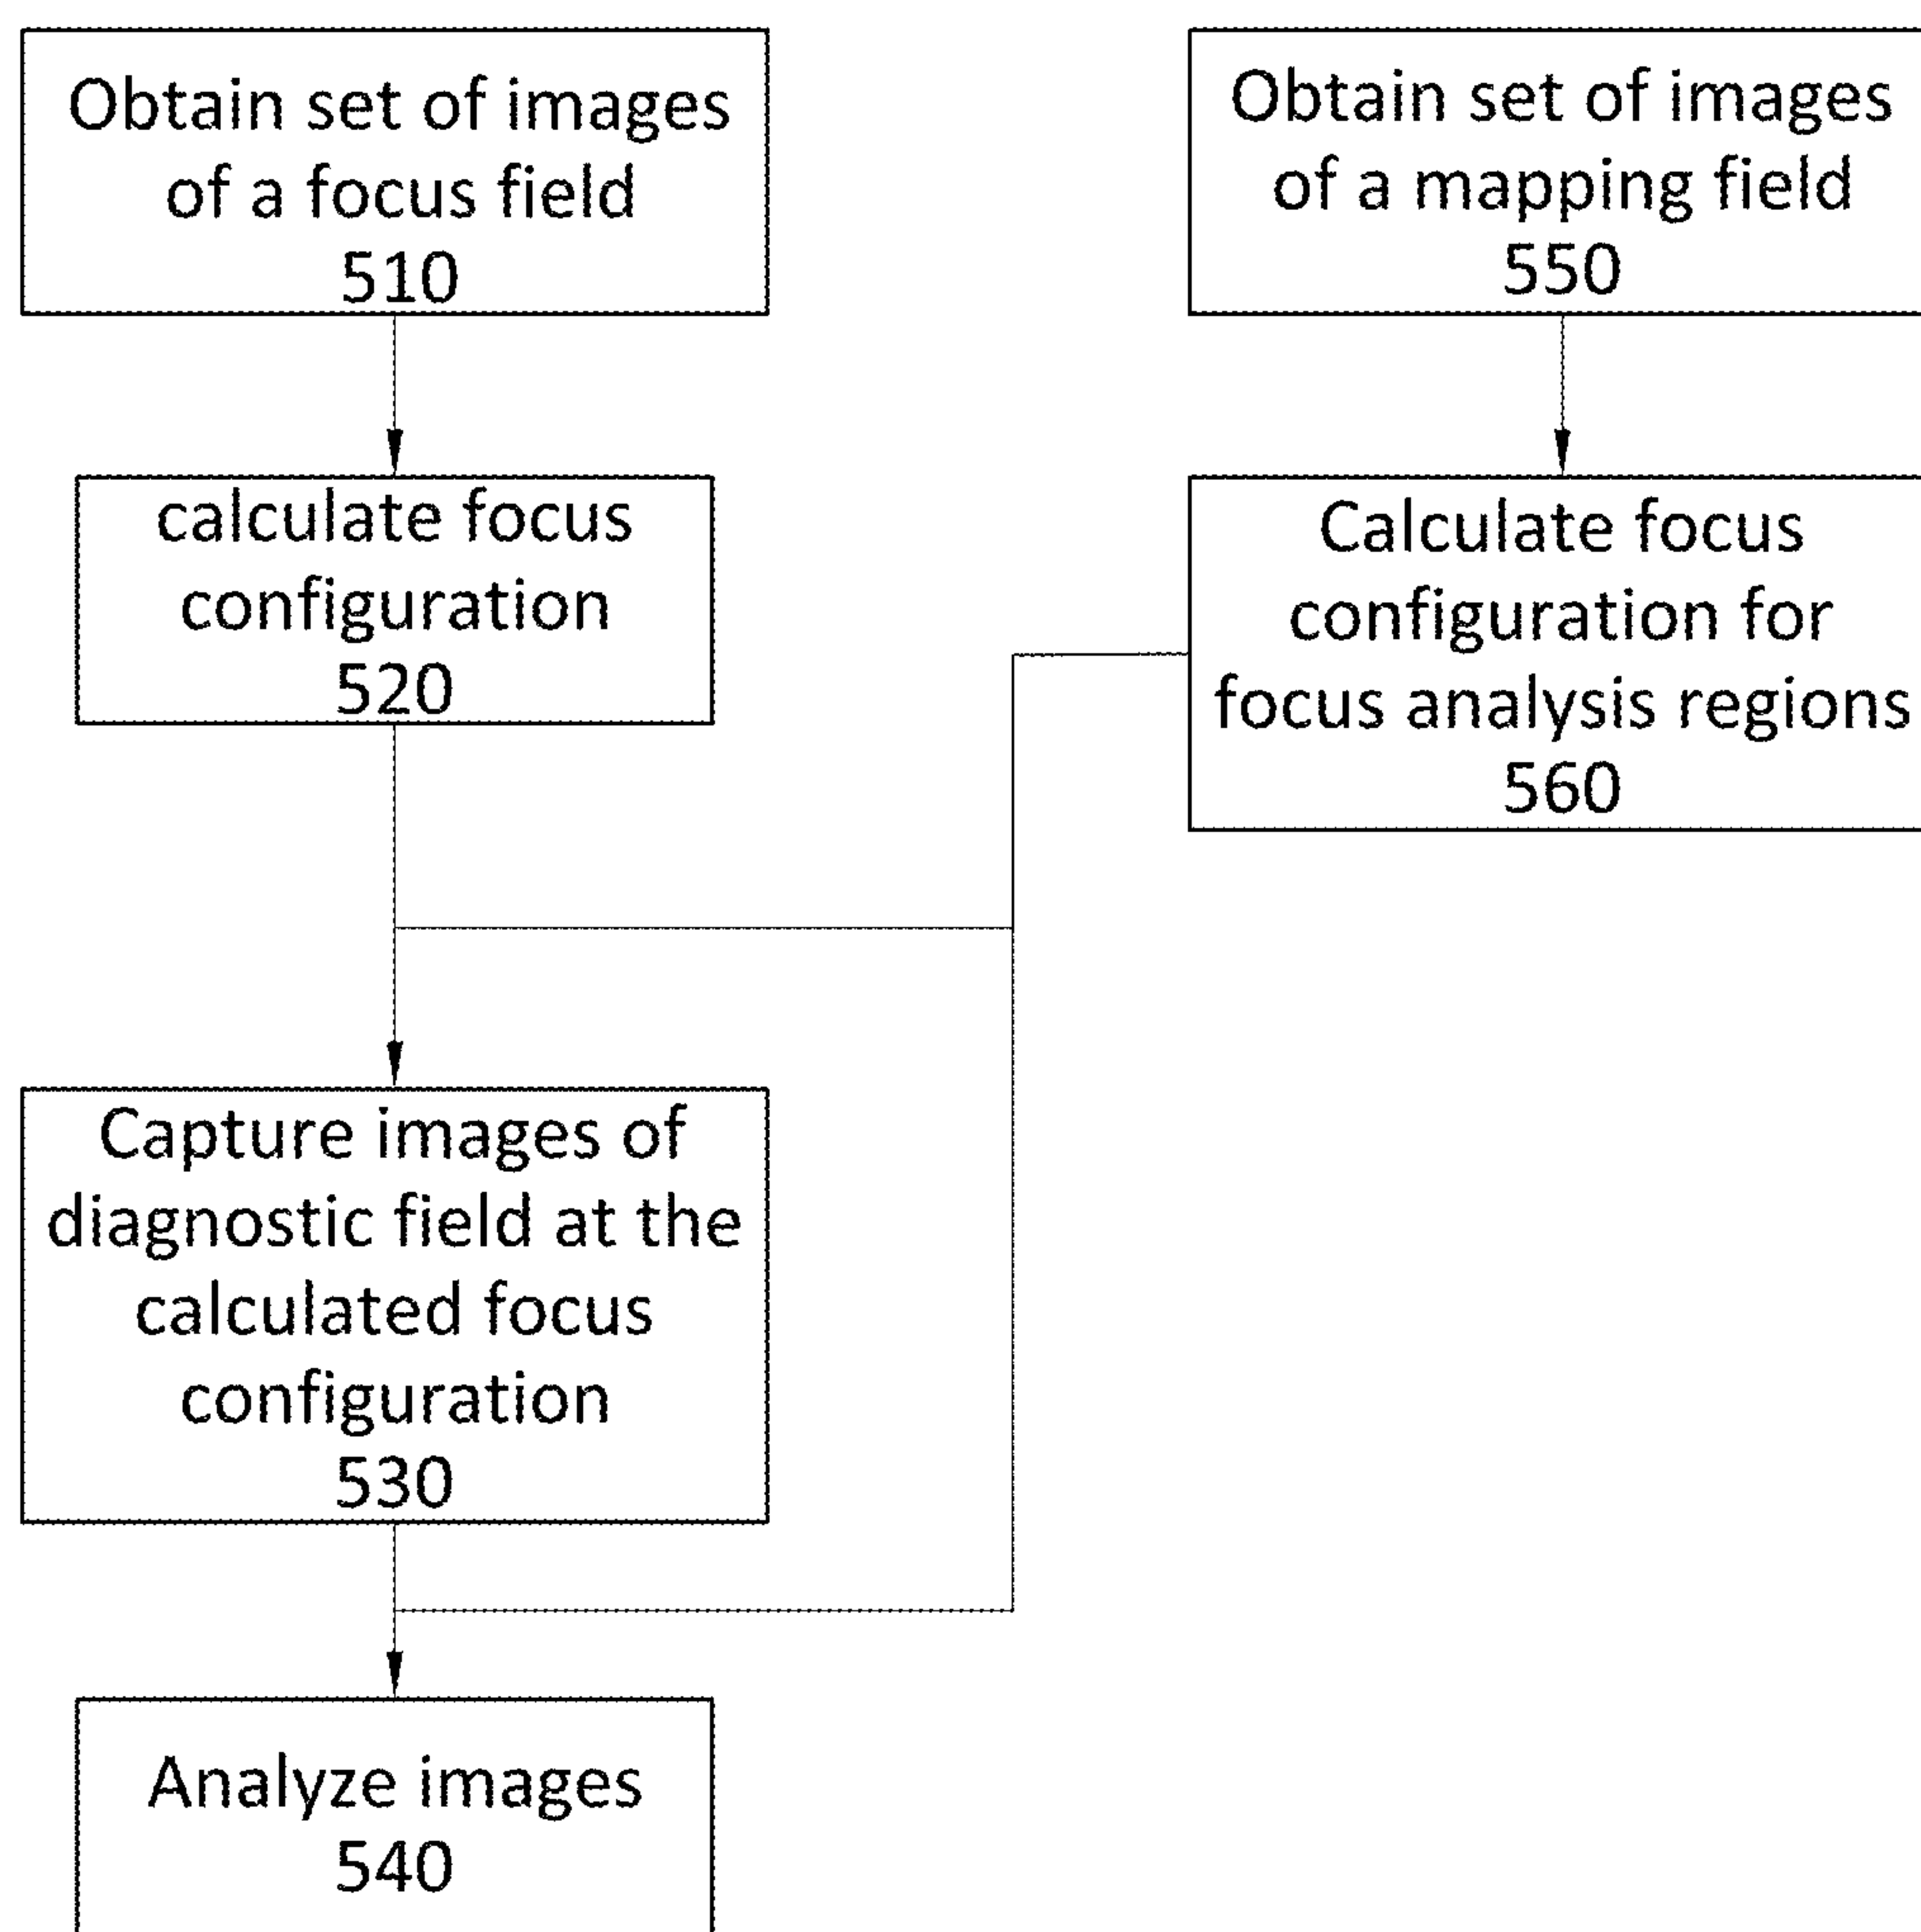 Obtain set of images
of a focus field
510
calculate focus
configuration
520
Capture images of
diagnostic field at the
calculated focus
configuration
530
Analyze images
540
Obtain set of images
of a mapping field
550
Calculate focus
configuration for
focus analysis regions
560